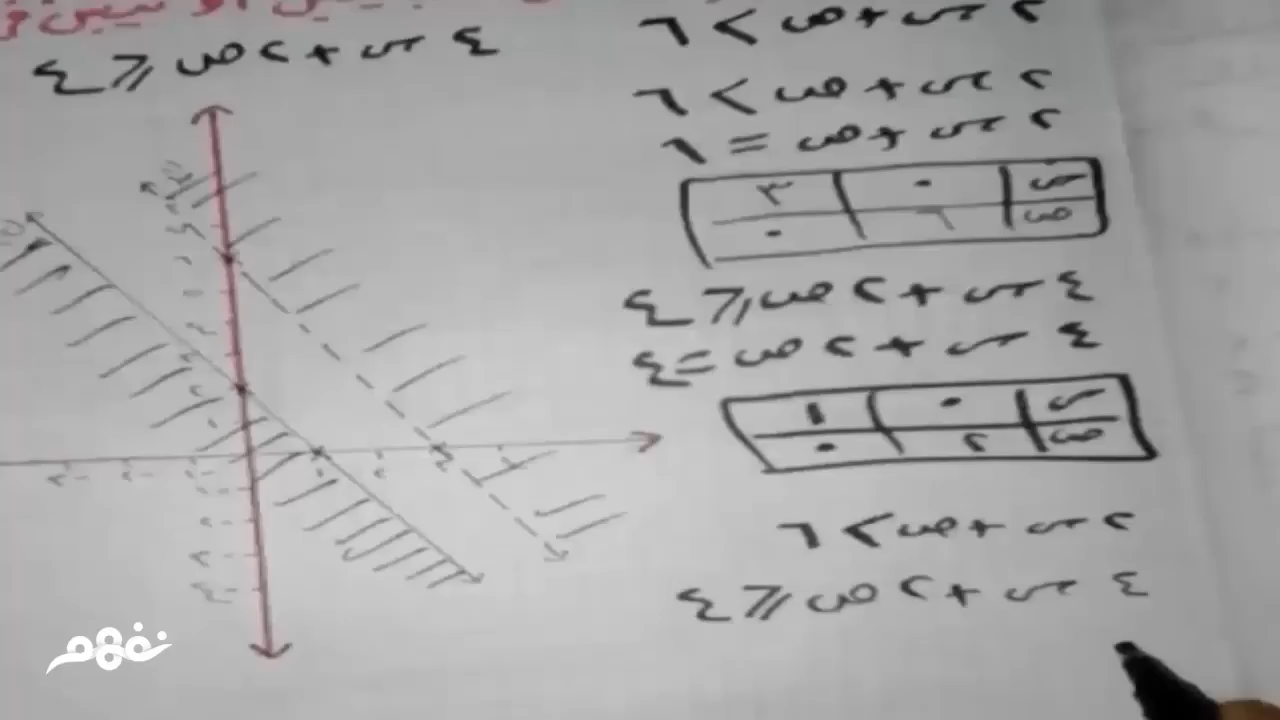 ٤ س + ٢ ص ≤ ٤
٢ س + ص > ٦
٢ س + ص > ٦
٢ س + ص = ٦
س ٠ ٣
ص ٦ ٠
٤ س + ٢ ص ≤ ٤
٤ س + ٢ ص = ٤
س ٠ ١
ص ٢ ٠
٢ س + ص > ٦
٤ س + ٢ ص ≤ ٤
نفهم